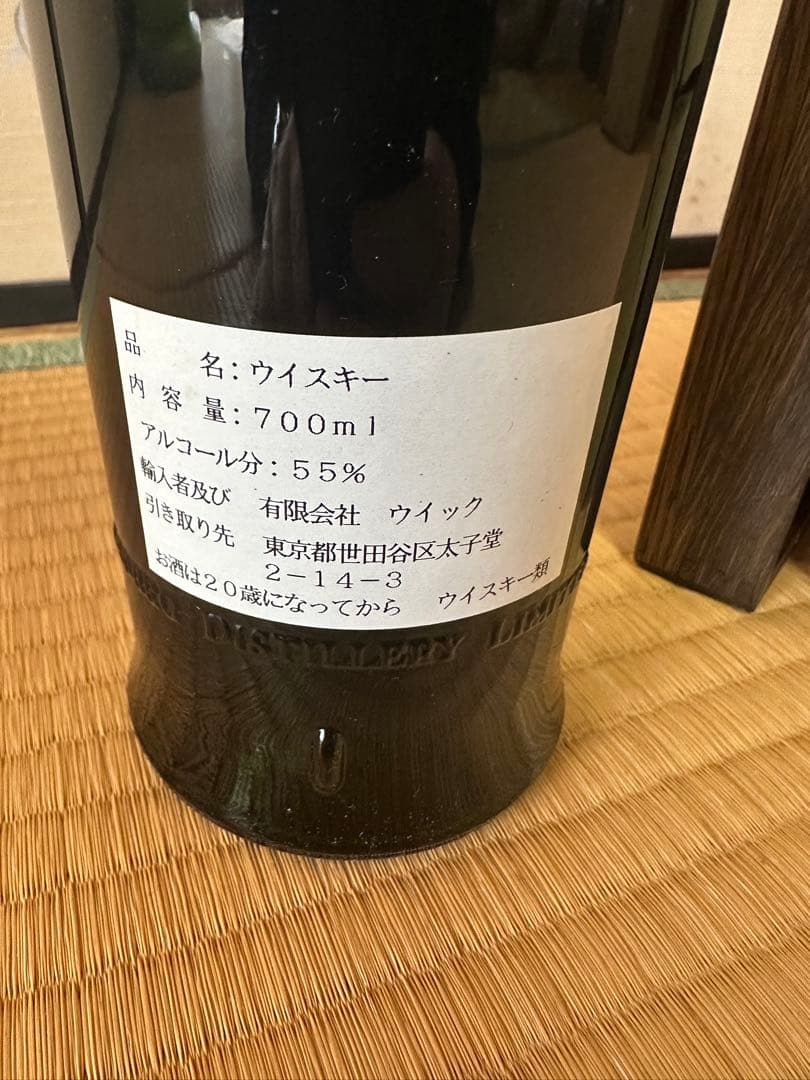 品　名：ウイスキー
内容量：７００ｍｌ
アルコール分：５５％
輸入者及び　有限会社　ウイック
引き取り先　東京都世田谷区太子堂
２－１４－３
お酒は２０歳になってから　ウイスキー類
DISTILLERY LIMITE